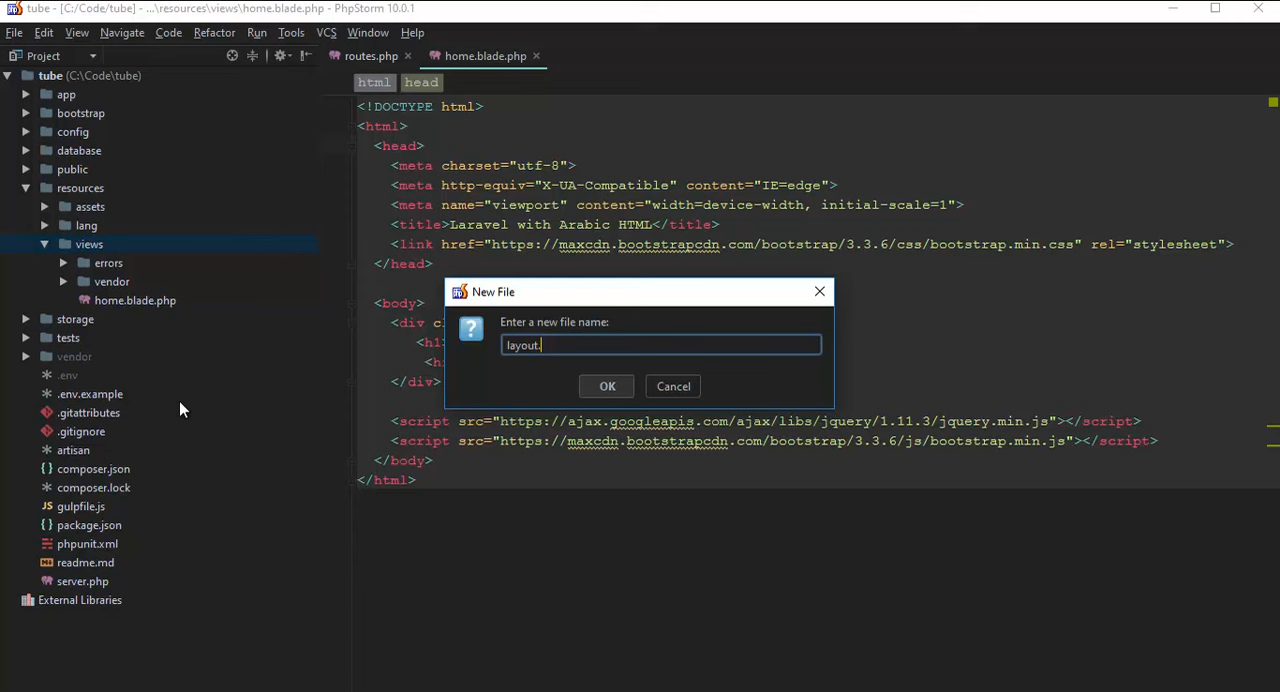 tube - [C:/Code/tube] - ...\resources\views\home.blade.php - PhpStorm 10.0.1
File Edit View Navigate Code Refactor Run Tools VCS Window Help
Project
routes.php
home.blade.php
tube (C:\Code\tube)
app
bootstrap
config
database
public
resources
assets
lang
views
errors
vendor
home.blade.php
storage
tests
vendor
.env
.env.example
.gitattributes
.gitignore
artisan
composer.json
composer.lock
gulpfile.js
package.json
phpunit.xml
readme.md
server.php
External Libraries
html head
<!DOCTYPE html>
<html>
<head>
<meta charset="utf-8">
<meta http-equiv="X-UA-Compatible" content="IE=edge">
<meta name="viewport" content="width=device-width, initial-scale=1">
<title>Laravel with Arabic HTML</title>
<link href="https://maxcdn.bootstrapcdn.com/bootstrap/3.3.6/css/bootstrap.min.css" rel="stylesheet">
</head>
<body>
<div
<h1
<h
</div>
<script src="https://ajax.googleapis.com/ajax/libs/jquery/1.11.3/jquery.min.js"></script>
<script src="https://maxcdn.bootstrapcdn.com/bootstrap/3.3.6/js/bootstrap.min.js"></script>
</body>
</html>
New File
Enter a new file name:
layout.
OK
Cancel